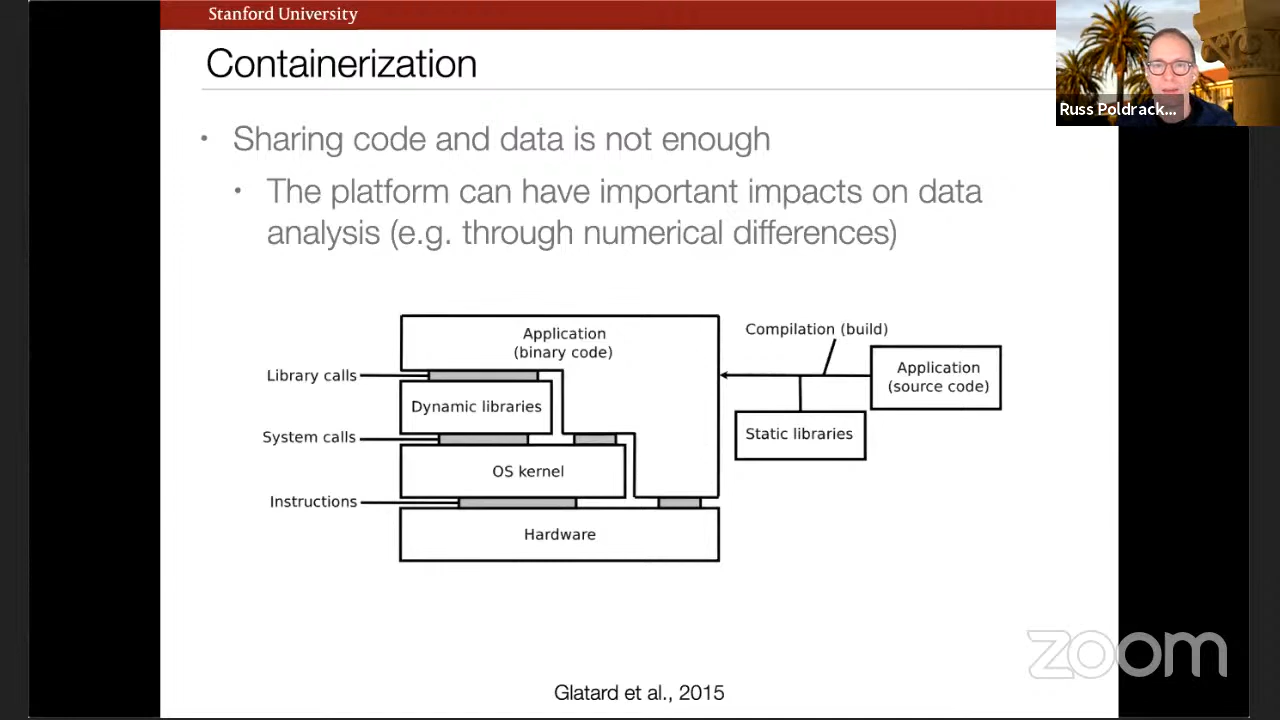 Stanford University
Containerization
Russ Poldrack...
• Sharing code and data is not enough
• The platform can have important impacts on data
analysis (e.g. through numerical differences)
Application
(binary code)
Compilation (build)
Application
(source code)
Library calls
Dynamic libraries
Static libraries
System calls
OS kernel
Instructions
Hardware
zoom
Glatard et al., 2015